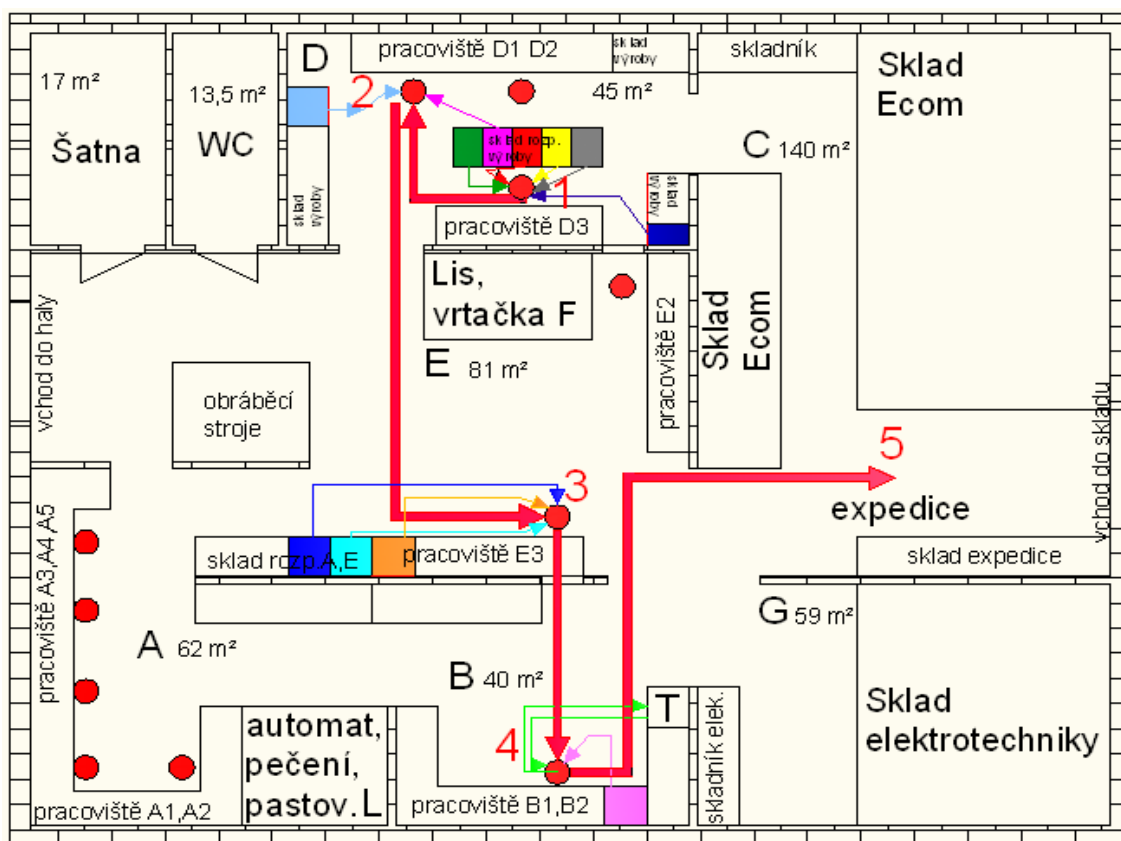 pracoviště D1 D2
sklad
výroby
skladník
Sklad
Ecom
D
17 m²
13,5 m²
2
45 m²
Šatna
WC
sklad rozp.
výroby
C 140 m²
1
sklad
výroby
sklad
výroby
pracoviště D3
Lis,
vrtačka F
pracoviště E2
Sklad
Ecom
vchod do haly
E 81 m²
obráběcí
stroje
vchod do skladu
5
3
expedice
pracoviště A3,A4 A5
sklad rozp.A,E
pracoviště E3
sklad expedice
A 62 m²
B 40 m²
G 59 m²
T
Sklad
elektrotechniky
automat,
pečení,
pastov.L
4
skladník elek.
pracoviště A1,A2
pracoviště B1,B2